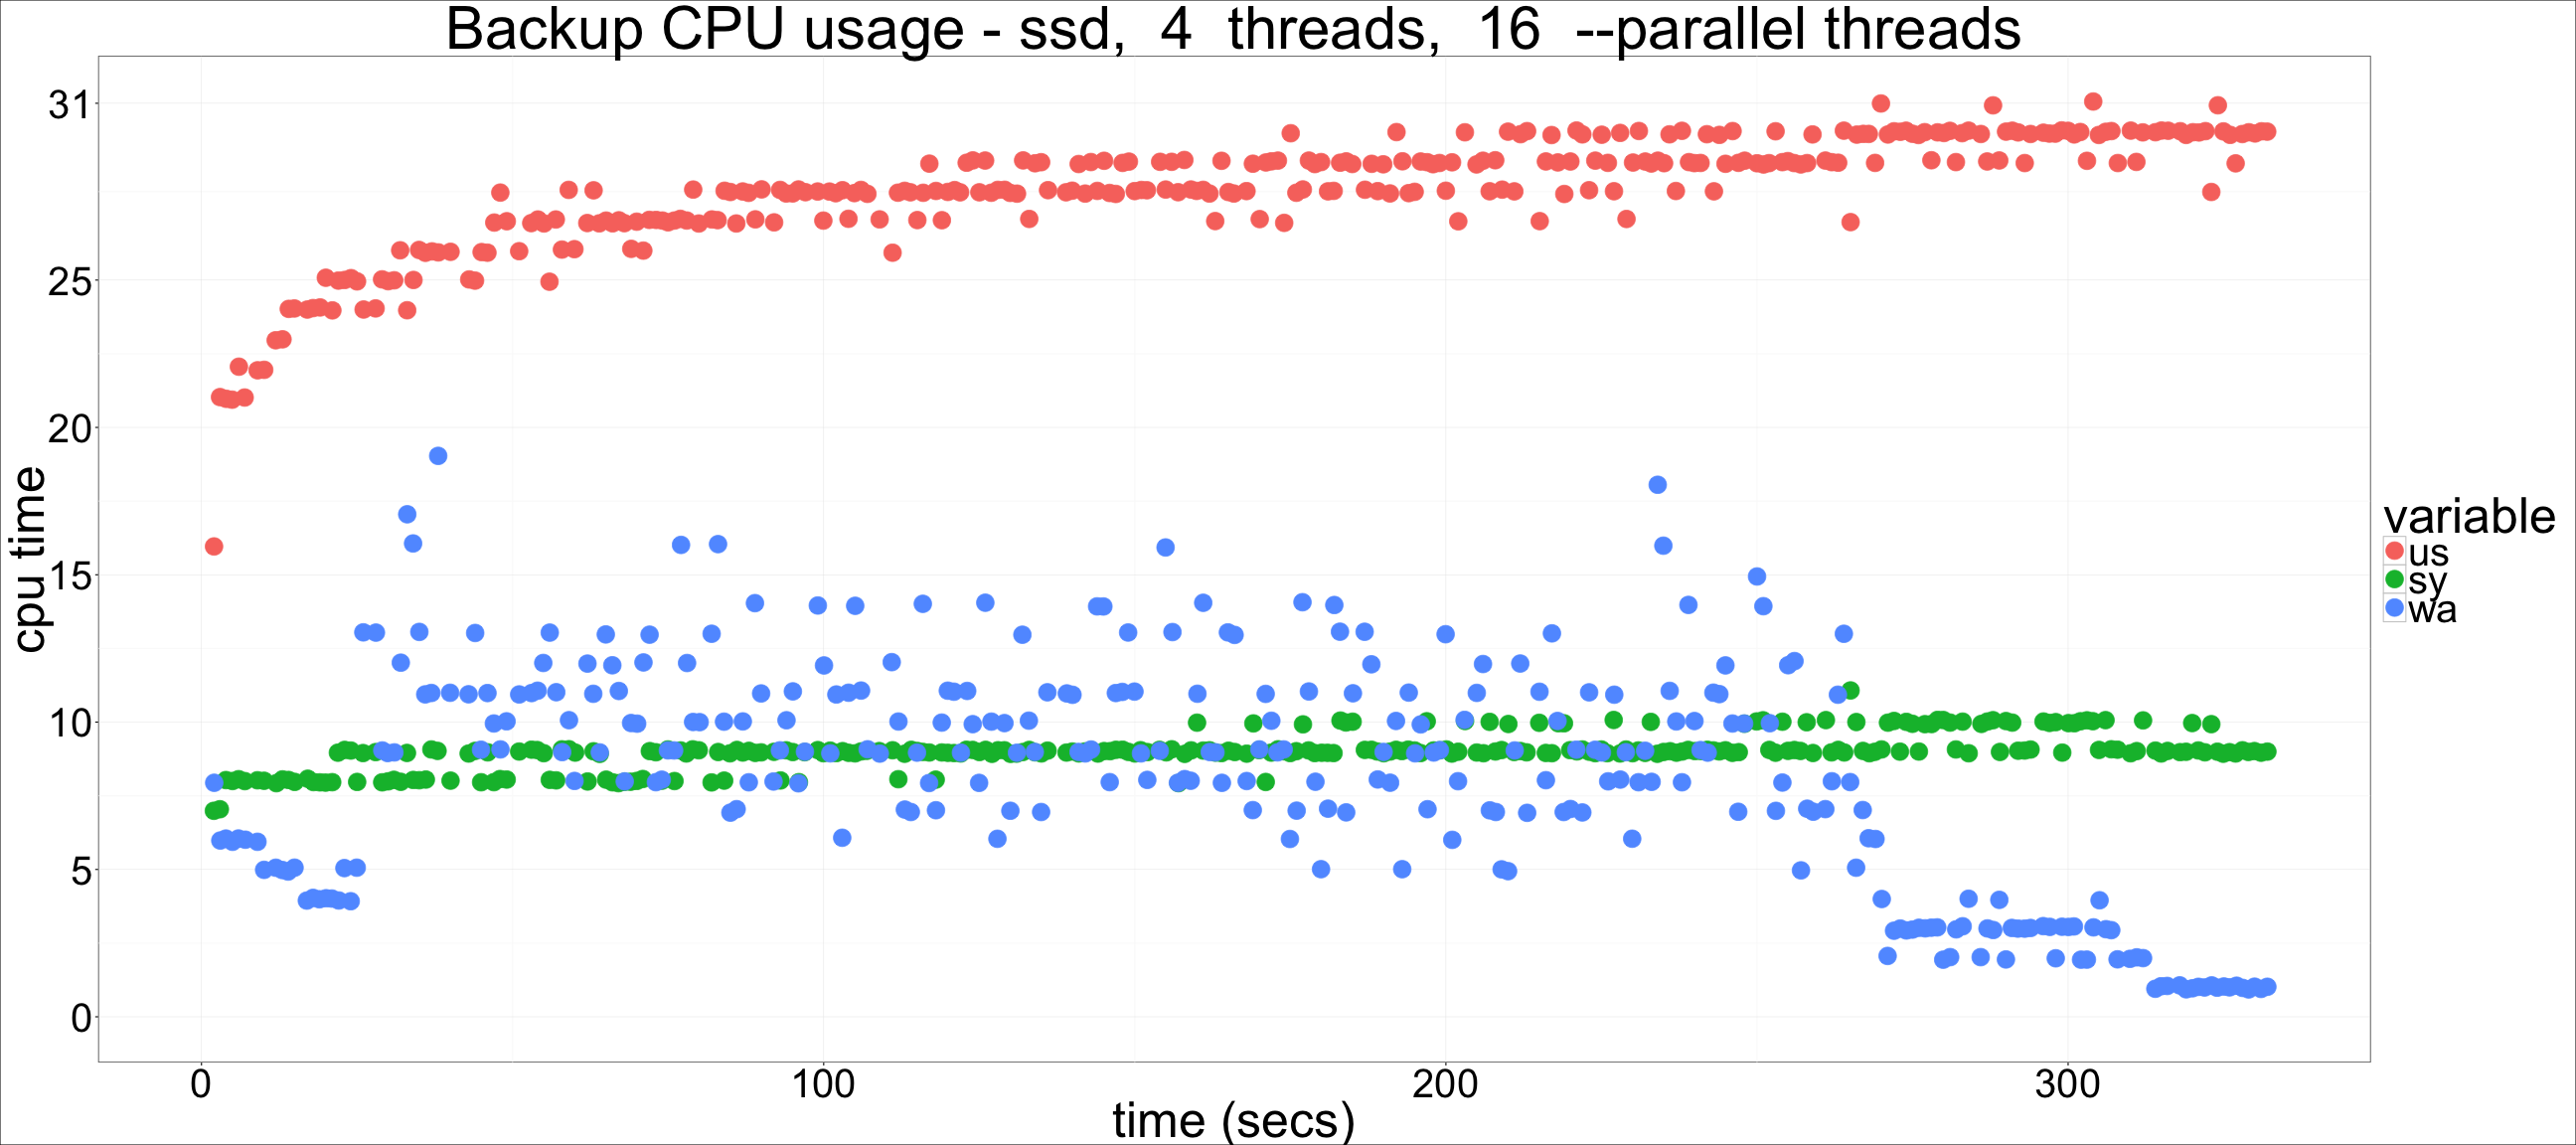 Backup CPU usage - ssd,  4  threads,  16  --parallel threads
31
25
20
15
10
5
0
cpu time
0 100 200 300
time (secs)
variable
us
sy
wa